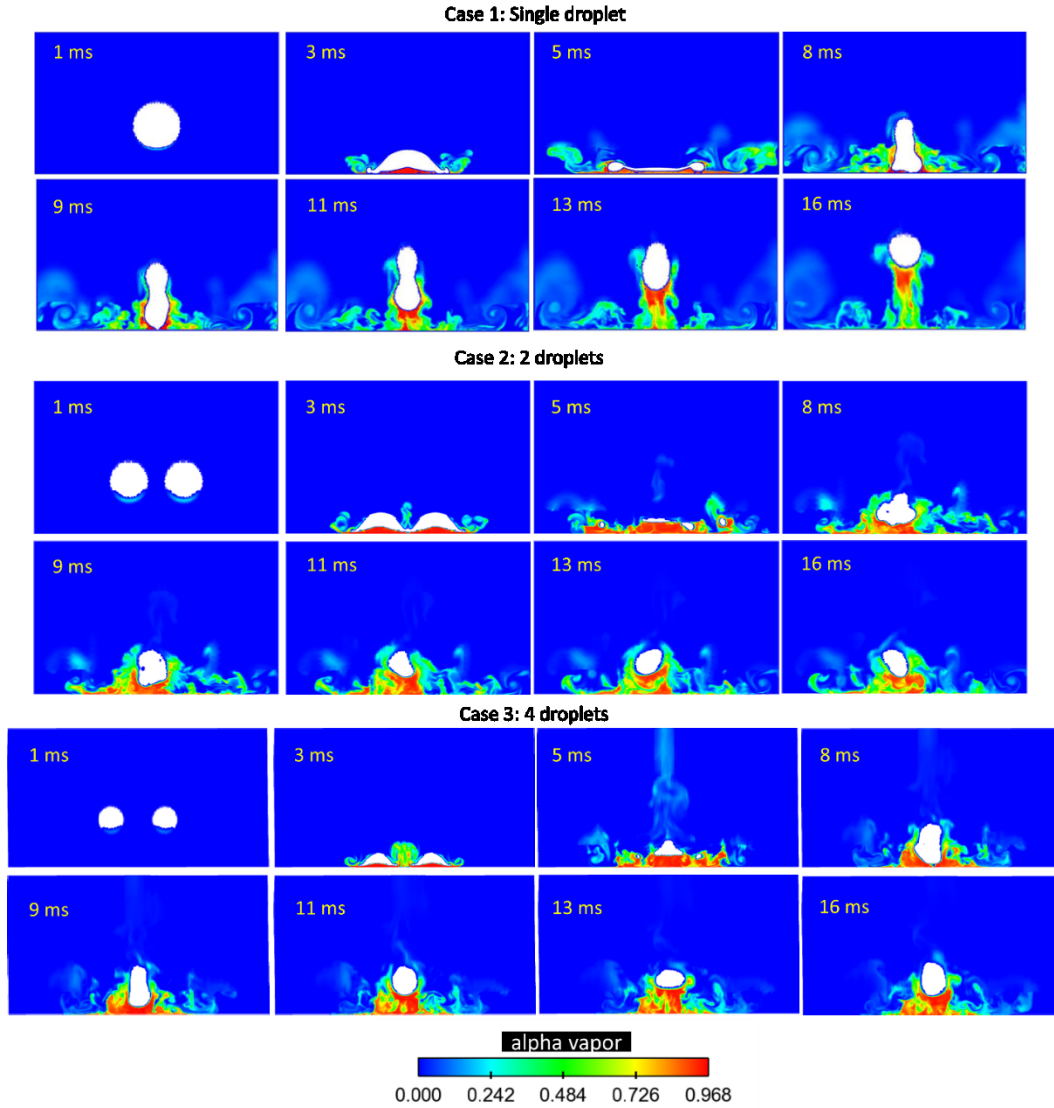 Case 1: Single droplet
1 ms 3 ms 5 ms 8 ms
9 ms 11 ms 13 ms 16 ms
Case 2: 2 droplets
1 ms 3 ms 5 ms 8 ms
9 ms 11 ms 13 ms 16 ms
Case 3: 4 droplets
1 ms 3 ms 5 ms 8 ms
9 ms 11 ms 13 ms 16 ms
alpha vapor
0.000 0.242 0.484 0.726 0.968